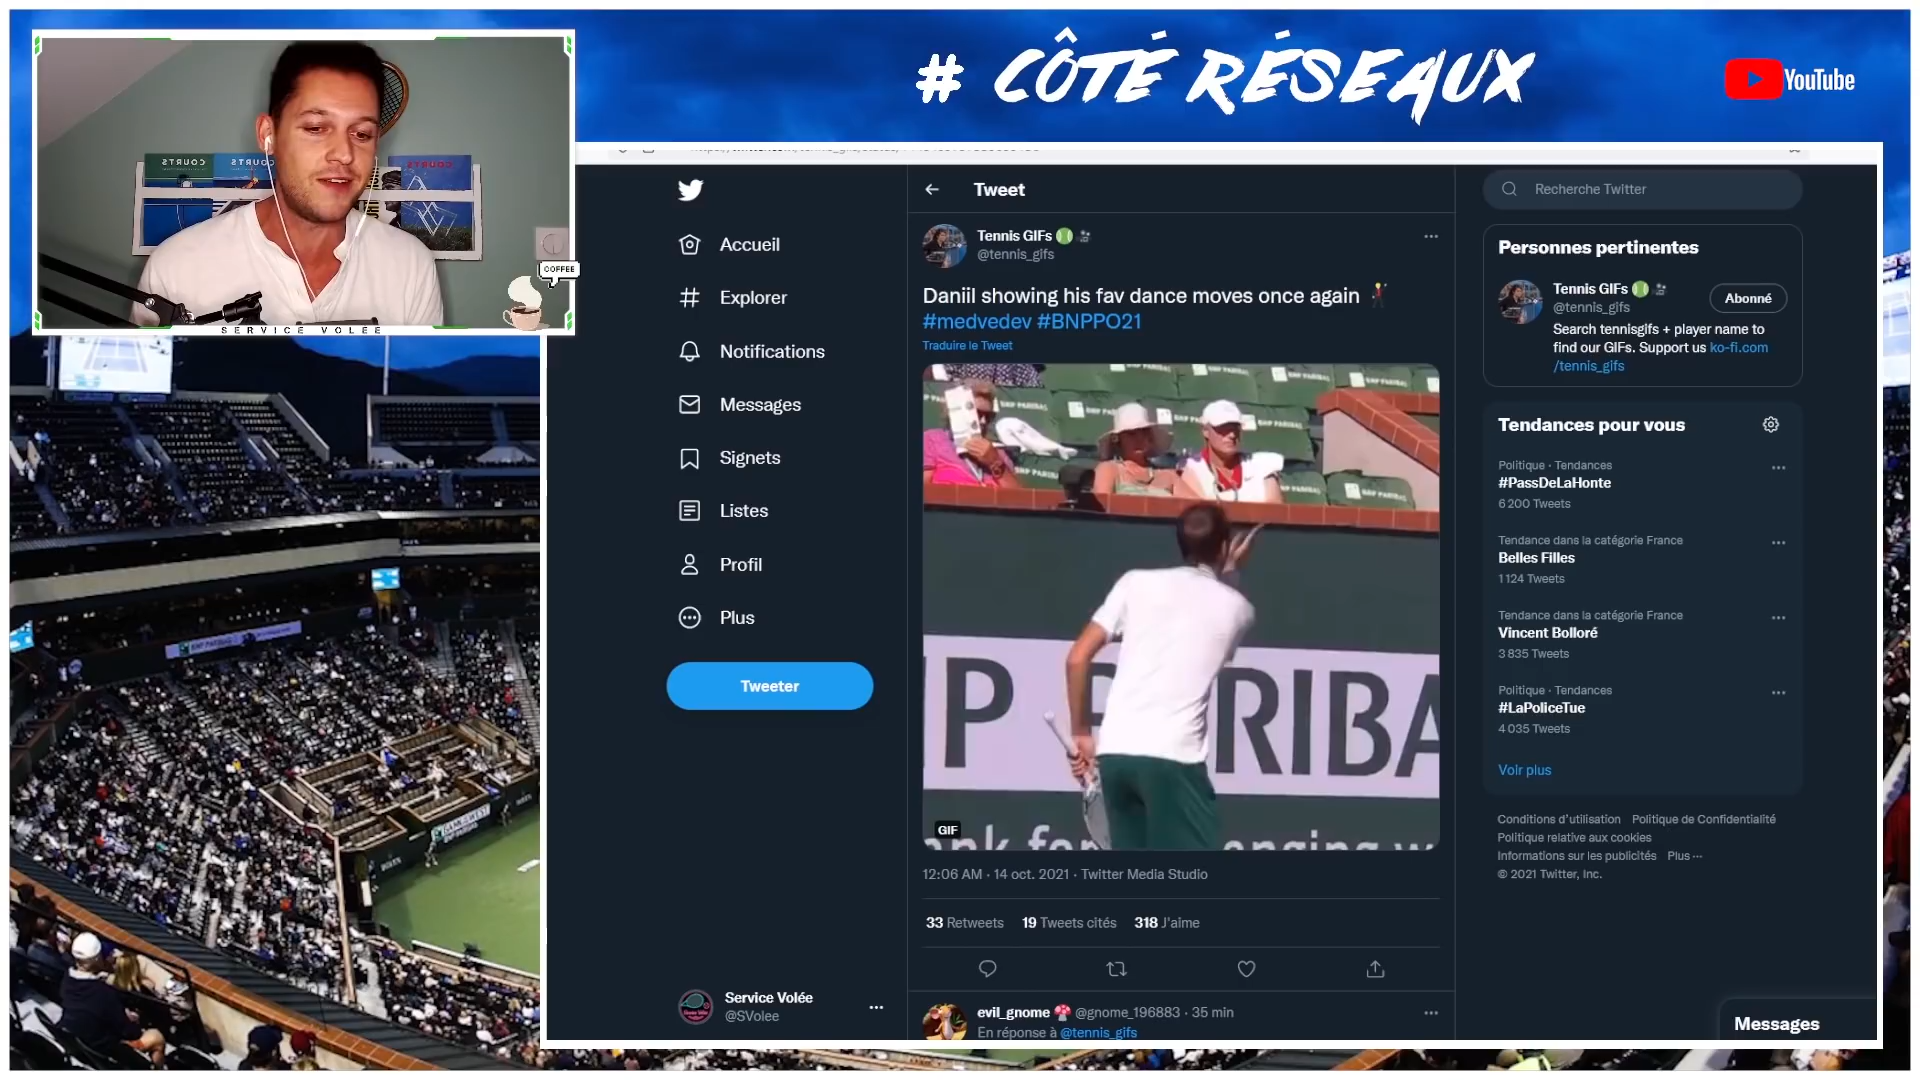 # CÔTÉ RÉSEAUX
YouTube
COURTS
COURTS
COURTS
COFFEE
SERVICE VOLEE
Accueil
Explorer
Notifications
Messages
Signets
Listes
Profil
Plus
Tweeter
Service Volée
@SVolee
Tweet
Tennis GIFs
@tennis_gifs
Daniil showing his fav dance moves once again
#medvedev #BNPPO21
Traduire le Tweet
BNP PARIBAS
P PARIBA
GIF
12:06 AM · 14 oct. 2021 · Twitter Media Studio
33 Retweets 19 Tweets cités 318 J'aime
evil_gnome @gnome_196883 · 35 min
En réponse à @tennis_gifs
Recherche Twitter
Personnes pertinentes
Tennis GIFs
@tennis_gifs
Abonné
Search tennisgifs + player name to
find our GIFs. Support us ko-fi.com
/tennis_gifs
Tendances pour vous
Politique · Tendances
#PassDeLaHonte
6 200 Tweets
Tendance dans la catégorie France
Belles Filles
1 124 Tweets
Tendance dans la catégorie France
Vincent Bolloré
3 835 Tweets
Politique · Tendances
#LaPoliceTue
4 035 Tweets
Voir plus
Conditions d'utilisation Politique de Confidentialité
Politique relative aux cookies
Informations sur les publicités Plus ···
© 2021 Twitter, Inc.
Messages